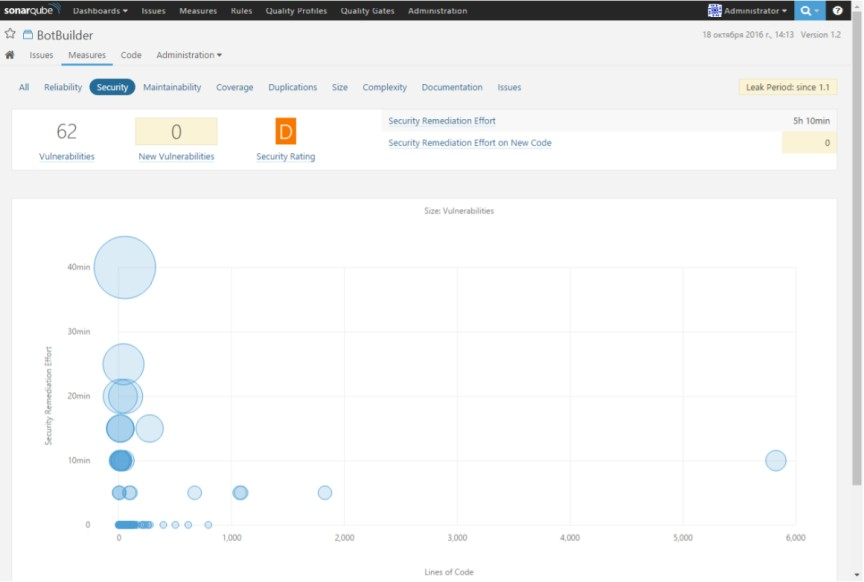 sonarqube Dashboards Issues Measures Rules Quality Profiles Quality Gates Administration Administrator ?
BotBuilder 18 октября 2016 г., 14:13 Version 1.2
Issues Measures Code Administration
All Reliability Security Maintainability Coverage Duplications Size Complexity Documentation Issues Leak Period: since 1.1
62 0 D Security Remediation Effort 5h 10min
Vulnerabilities New Vulnerabilities Security Rating Security Remediation Effort on New Code 0
Size: Vulnerabilities
40min
30min
20min
10min
0
Security Remediation Effort
0 1,000 2,000 3,000 4,000 5,000 6,000
Lines of Code